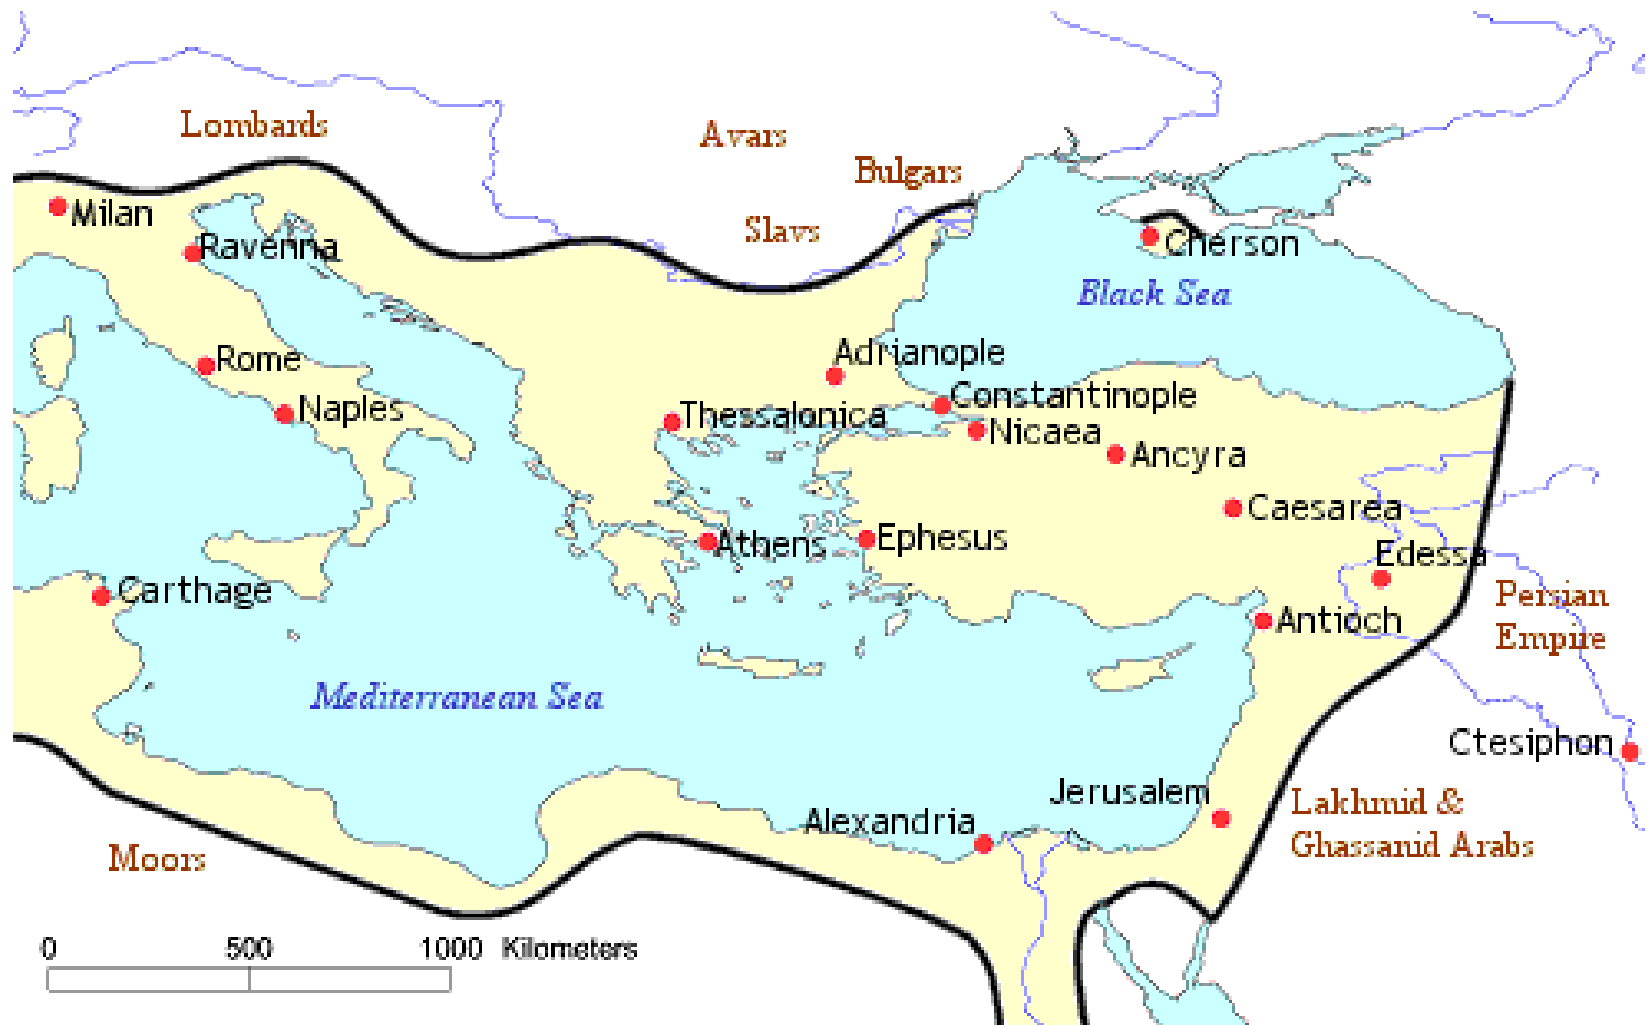 Lombards
Avars
Bulgars
Slavs
Milan
Ravenna
Cherson
Black Sea
Rome
Adrianople
Naples
Constantinople
Thessalonica
Nicaea
Ancyra
Caesarea
Athens
Ephesus
Edessa
Carthage
Antioch
Persian
Empire
Mediterranean Sea
Ctesiphon
Jerusalem
Alexandria
Lakhmid &
Ghassanid Arabs
Moors
0 500 1000 Kilometers